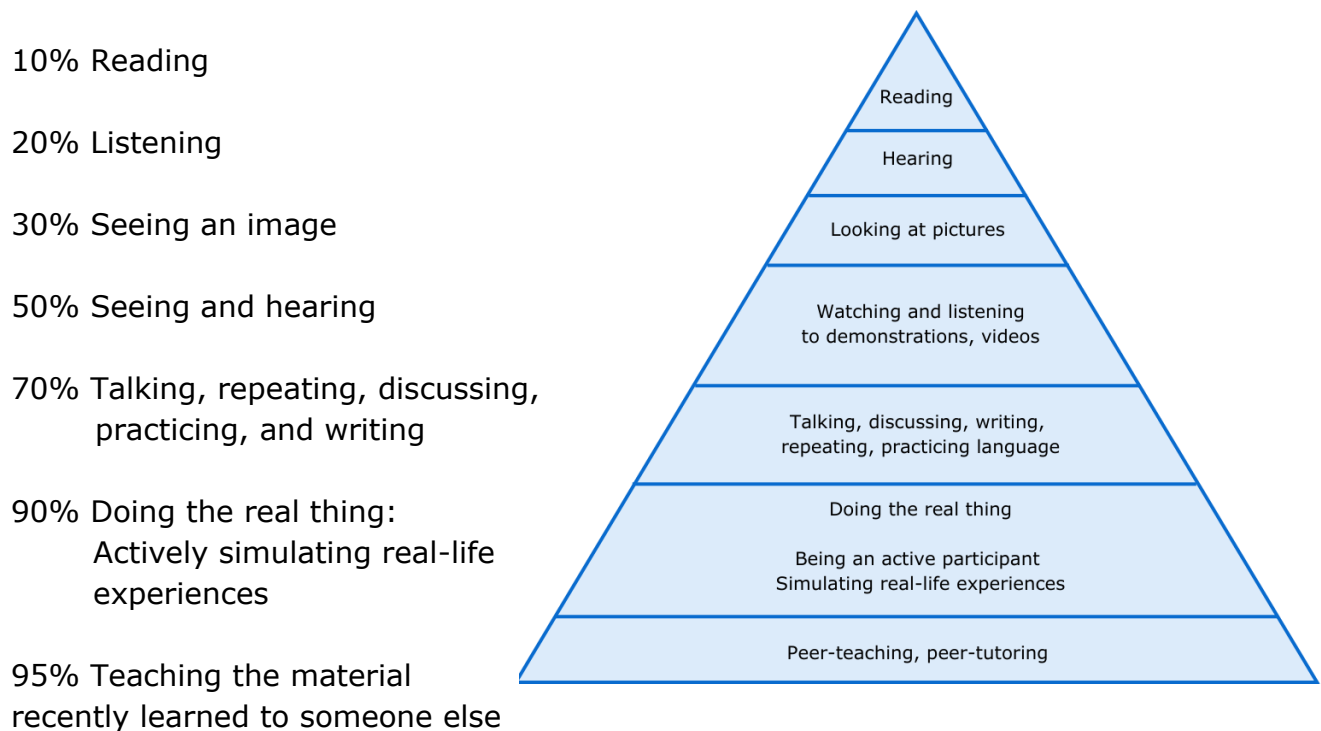 10% Reading
20% Listening
30% Seeing an image
50% Seeing and hearing
70% Talking, repeating, discussing,
practicing, and writing
90% Doing the real thing:
Actively simulating real-life
experiences
95% Teaching the material
recently learned to someone else
Reading
Hearing
Looking at pictures
Watching and listening
to demonstrations, videos
Talking, discussing, writing,
repeating, practicing language
Doing the real thing
Being an active participant
Simulating real-life experiences
Peer-teaching, peer-tutoring